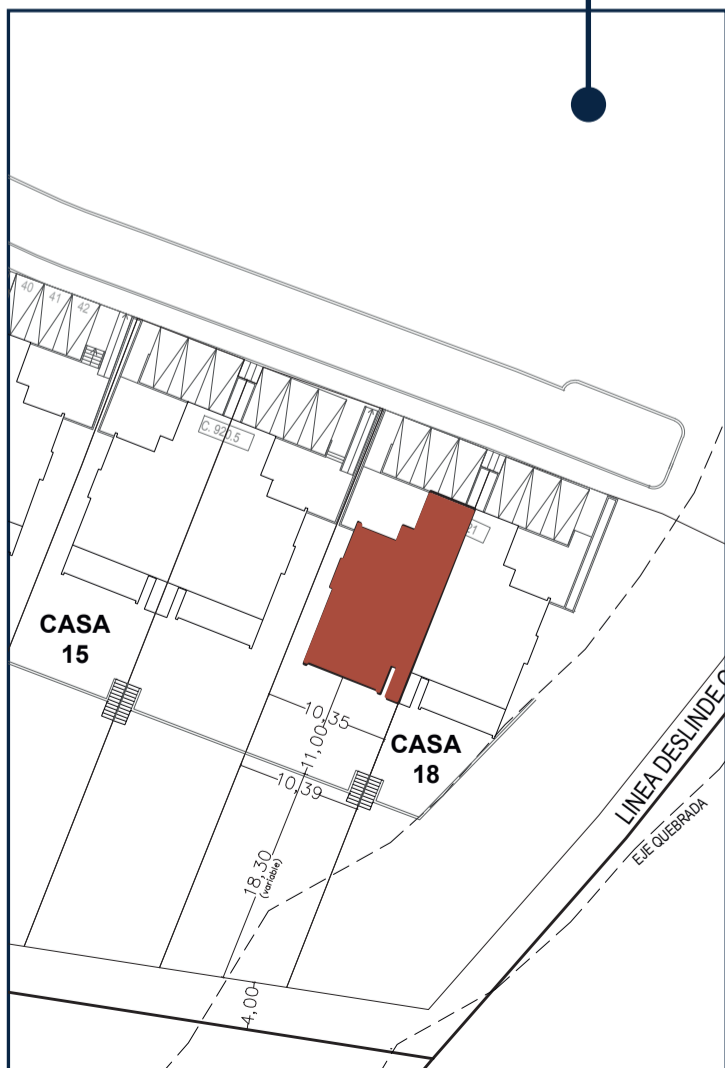 40
41
42
C. 920.5
21
CASA
15
10,35
11,00
CASA
18
10,39
18,30
(variable)
4,00
LINEA DESLINDE
EJE QUEBRADA